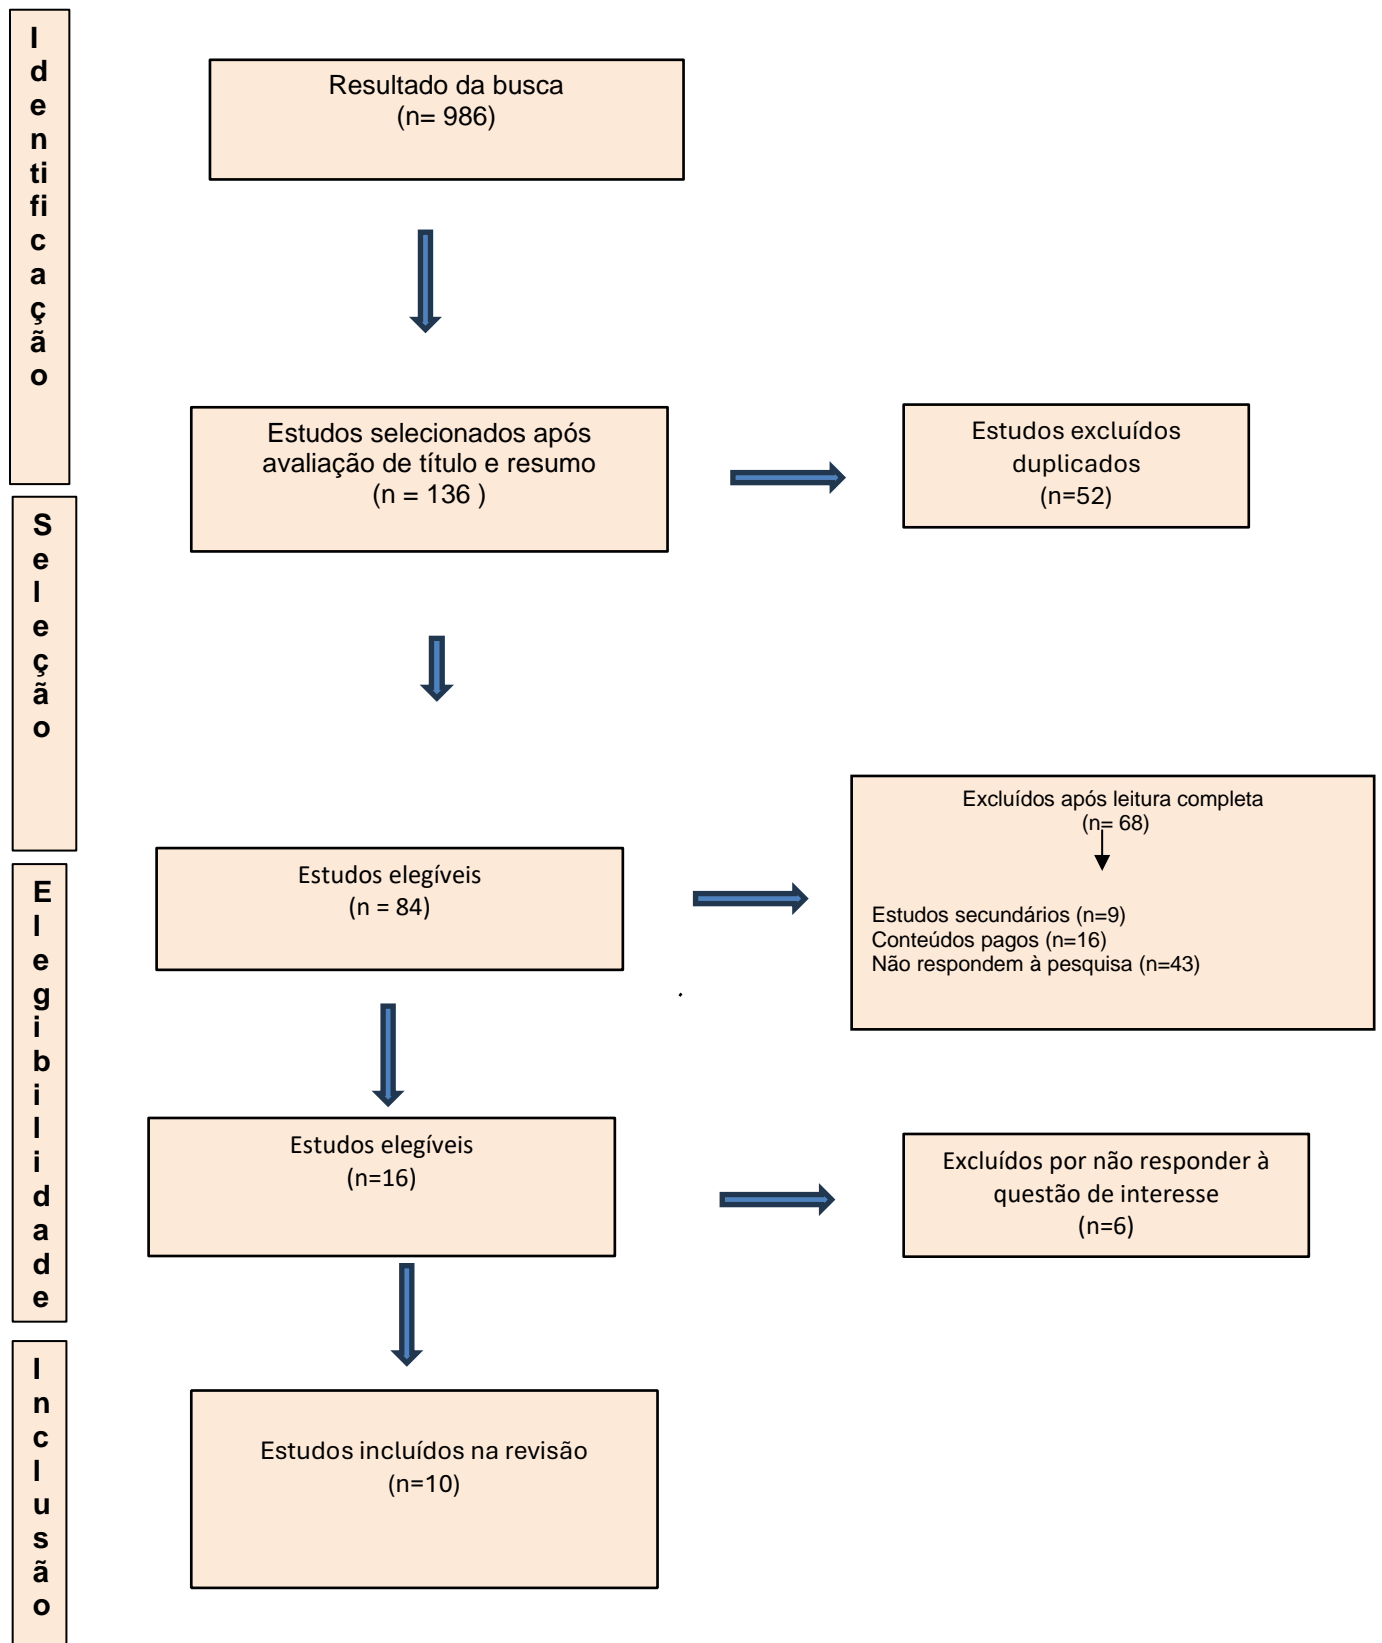 I
d
e
n
ti
fi
c
a
ç
ã
o
Resultado da busca
(n= 986)
Estudos selecionados após
avaliação de título e resumo
(n = 136 )
Estudos excluídos
duplicados
(n=52)
S
e
l
e
ç
ã
o
Excluídos após leitura completa
(n= 68)
Estudos secundários (n=9)
Conteúdos pagos (n=16)
Não respondem à pesquisa (n=43)
Estudos elegíveis
(n = 84)
.
E
l
e
g
i
b
i
l
i
d
a
d
e
Estudos elegíveis
(n=16)
Excluídos por não responder à
questão de interesse
(n=6)
I
n
c
l
u
s
ã
o
Estudos incluídos na revisão
(n=10)